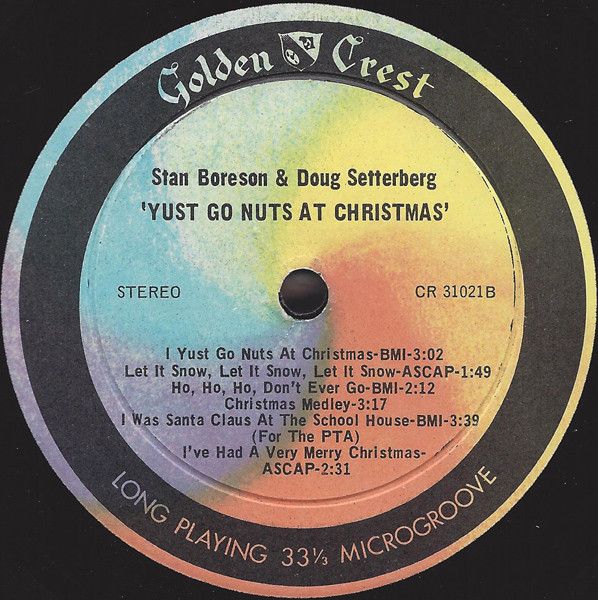 Golden Crest
Stan Boreson & Doug Setterberg
'YUST GO NUTS AT CHRISTMAS'
STEREO
CR 31021B
I Yust Go Nuts At Christmas-BMI-3:02
Let It Snow, Let It Snow, Let It Snow-ASCAP-1:49
Ho, Ho, Ho, Don't Ever Go-BMI-2:12
Christmas Medley-3:17
I Was Santa Claus At The School House-BMI-3:39
(For The PTA)
I've Had A Very Merry Christmas-
ASCAP-2:31
LONG PLAYING 33⅓ MICROGROOVE